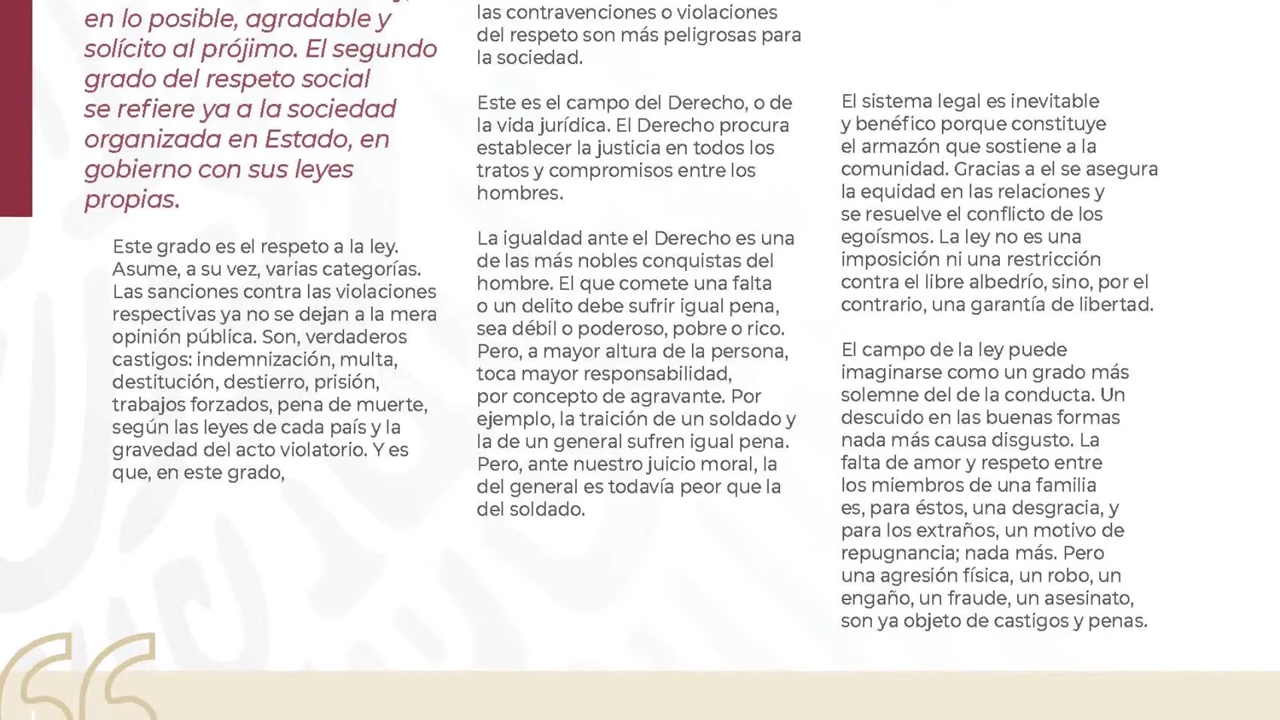 en lo posible, agradable y
solícito al prójimo. El segundo
grado del respeto social
se refiere ya a la sociedad
organizada en Estado, en
gobierno con sus leyes
propias.
Este grado es el respeto a la ley.
Asume, a su vez, varias categorías.
Las sanciones contra las violaciones
respectivas ya no se dejan a la mera
opinión pública. Son, verdaderos
castigos: indemnización, multa,
destitución, destierro, prisión,
trabajos forzados, pena de muerte,
según las leyes de cada país y la
gravedad del acto violatorio. Y es
que, en este grado,
las contravenciones o violaciones
del respeto son más peligrosas para
la sociedad.
Este es el campo del Derecho, o de
la vida jurídica. El Derecho procura
establecer la justicia en todos los
tratos y compromisos entre los
hombres.
La igualdad ante el Derecho es una
de las más nobles conquistas del
hombre. El que comete una falta
o un delito debe sufrir igual pena,
sea débil o poderoso, pobre o rico.
Pero, a mayor altura de la persona,
toca mayor responsabilidad,
por concepto de agravante. Por
ejemplo, la traición de un soldado y
la de un general sufren igual pena.
Pero, ante nuestro juicio moral, la
del general es todavía peor que la
del soldado.
El sistema legal es inevitable
y benéfico porque constituye
el armazón que sostiene a la
comunidad. Gracias a el se asegura
la equidad en las relaciones y
se resuelve el conflicto de los
egoísmos. La ley no es una
imposición ni una restricción
contra el libre albedrío, sino, por el
contrario, una garantía de libertad.
El campo de la ley puede
imaginarse como un grado más
solemne del de la conducta. Un
descuido en las buenas formas
nada más causa disgusto. La
falta de amor y respeto entre
los miembros de una familia
es, para éstos, una desgracia, y
para los extraños, un motivo de
repugnancia; nada más. Pero
una agresión física, un robo, un
engaño, un fraude, un asesinato,
son ya objeto de castigos y penas.